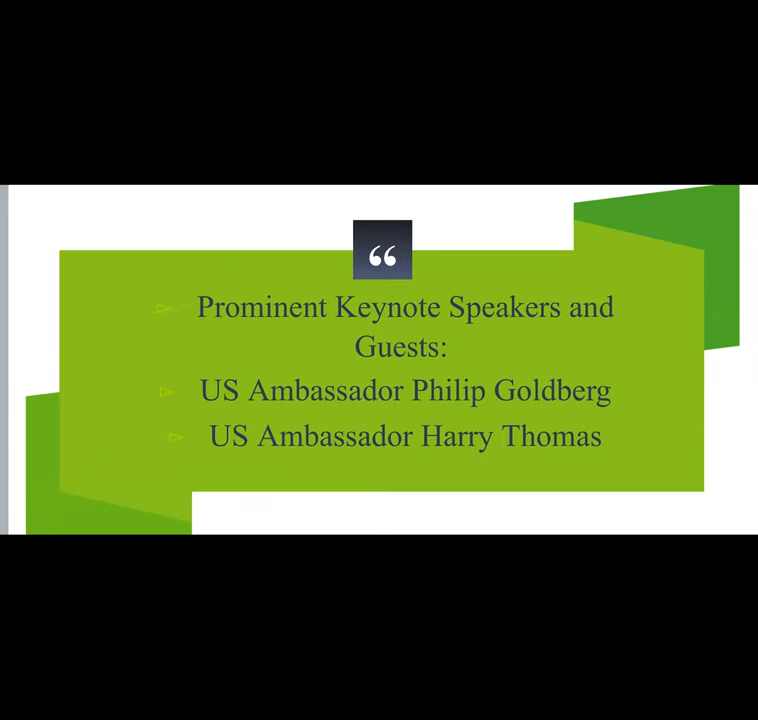 “
Prominent Keynote Speakers and
Guests:
US Ambassador Philip Goldberg
US Ambassador Harry Thomas